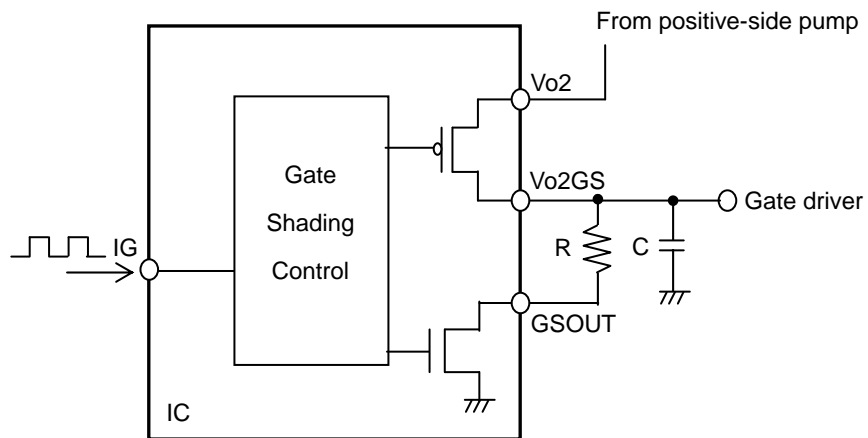 From positive-side pump
Vo2
Gate
Shading
Control
Vo2GS
Gate driver
IG
R
C
GSOUT
IC